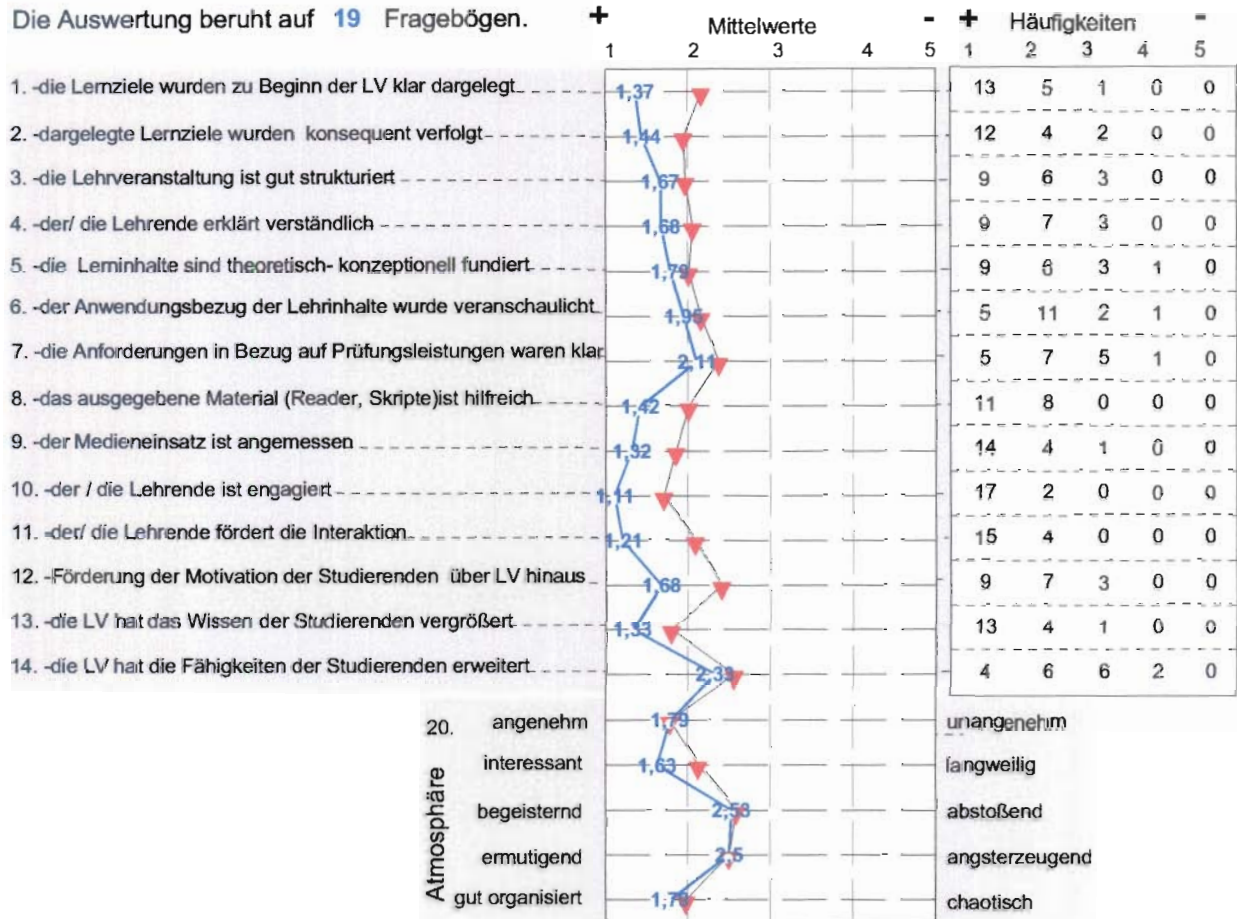 Die Auswertung beruht auf 19 Fragebögen.
+ Mittelwerte - + Häufigkeiten -
1 2 3 4 5 1 2 3 4 5
1. -die Lernziele wurden zu Beginn der LV klar dargelegt 1,37 13 5 1 0 0
2. -dargelegte Lernziele wurden konsequent verfolgt 1,44 12 4 2 0 0
3. -die Lehrveranstaltung ist gut strukturiert 1,67 9 6 3 0 0
4. -der/ die Lehrende erklärt verständlich 1,68 9 7 3 0 0
5. -die Lerninhalte sind theoretisch- konzeptionell fundiert 1,79 9 6 3 1 0
6. -der Anwendungsbezug der Lehrinhalte wurde veranschaulicht 1,95 5 11 2 1 0
7. -die Anforderungen in Bezug auf Prüfungsleistungen waren klar 2,11 5 7 5 1 0
8. -das ausgegebene Material (Reader, Skripte)ist hilfreich 1,42 11 8 0 0 0
9. -der Medieneinsatz ist angemessen 1,32 14 4 1 0 0
10. -der / die Lehrende ist engagiert 1,11 17 2 0 0 0
11. -der/ die Lehrende fördert die Interaktion 1,21 15 4 0 0 0
12. -Förderung der Motivation der Studierenden über LV hinaus 1,68 9 7 3 0 0
13. -die LV hat das Wissen der Studierenden vergrößert 1,33 13 4 1 0 0
14. -die LV hat die Fähigkeiten der Studierenden erweitert 2,33 4 6 6 2 0
20. angenehm 1,79 unangenehm
Atmosphäre
interessant 1,63 langweilig
begeisternd 2,53 abstoßend
ermutigend 2,5 angsterzeugend
gut organisiert chaotisch